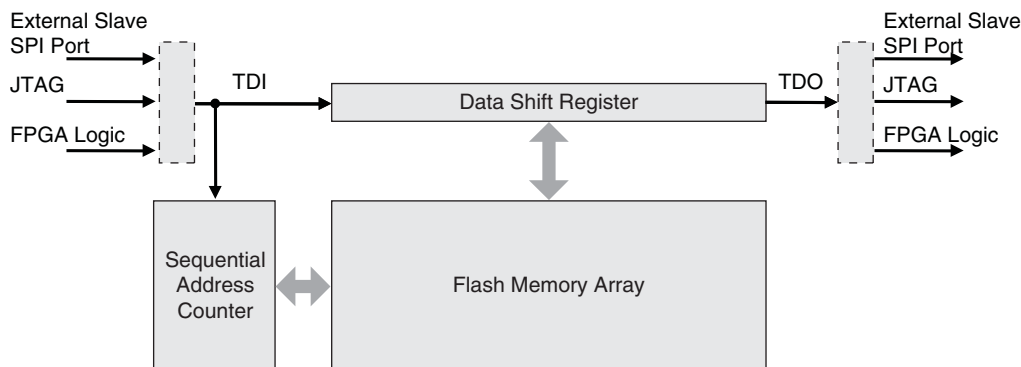 External Slave
SPI Port
JTAG
FPGA Logic
TDI
Data Shift Register
TDO
External Slave
SPI Port
JTAG
FPGA Logic
Sequential
Address
Counter
Flash Memory Array